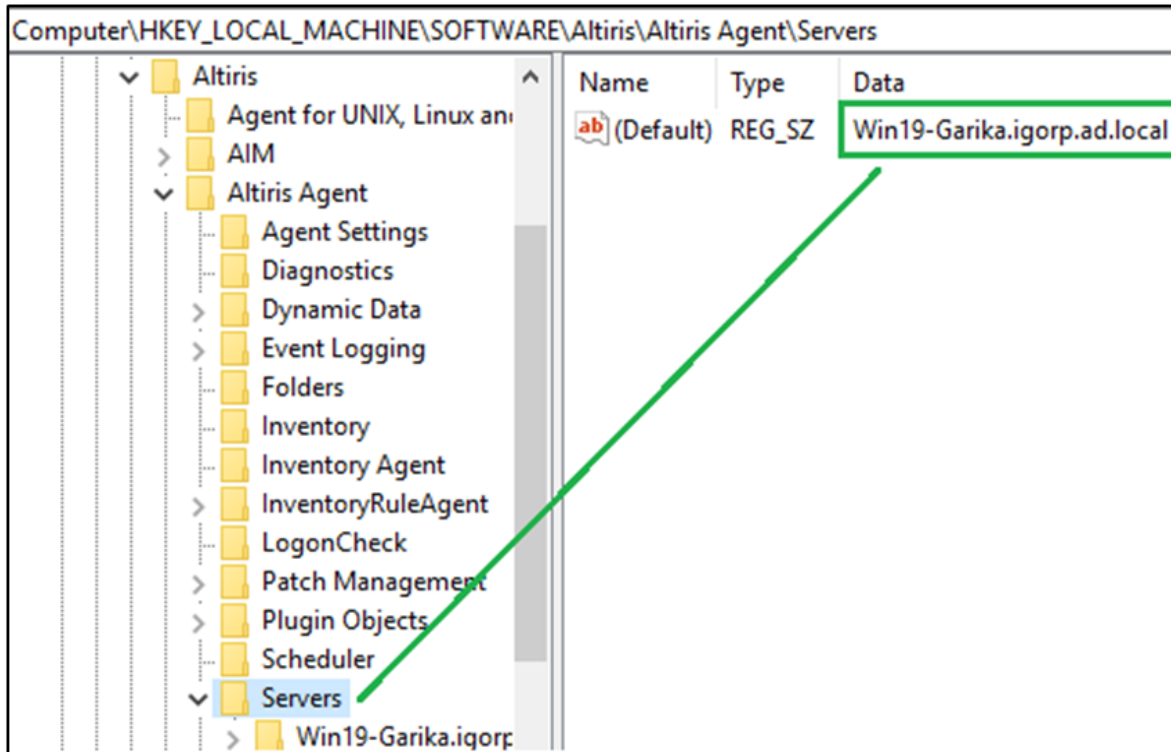 Computer\HKEY_LOCAL_MACHINE\SOFTWARE\Altiris\Altiris Agent\Servers
Altiris
Agent for UNIX, Linux an
AIM
Altiris Agent
Agent Settings
Diagnostics
Dynamic Data
Event Logging
Folders
Inventory
Inventory Agent
InventoryRuleAgent
LogonCheck
Patch Management
Plugin Objects
Scheduler
Servers
Win19-Garika.igorp
Name Type Data
ab (Default) REG_SZ Win19-Garika.igorp.ad.local